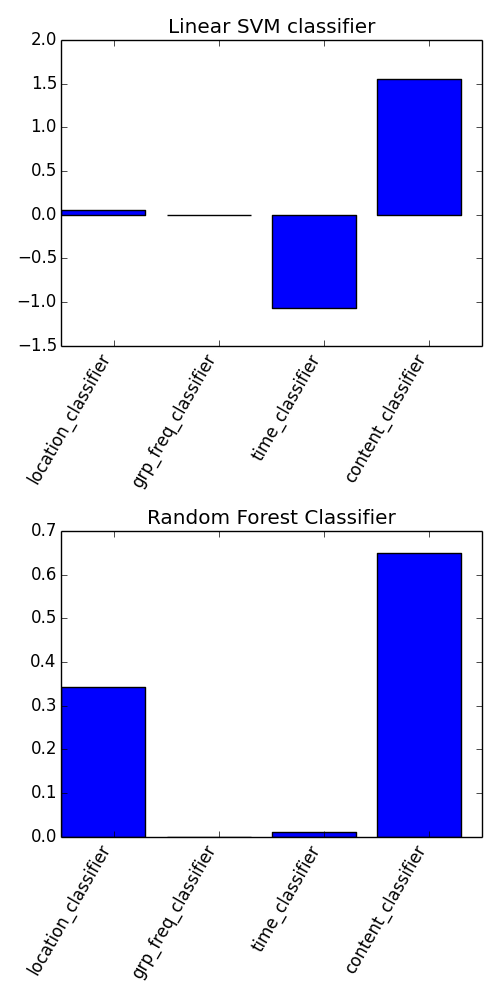 Linear SVM classifier
2.0
1.5
1.0
0.5
0.0
−0.5
−1.0
−1.5
location_classifier
grp_freq_classifier
time_classifier
content_classifier
Random Forest Classifier
0.7
0.6
0.5
0.4
0.3
0.2
0.1
0.0
location_classifier
grp_freq_classifier
time_classifier
content_classifier